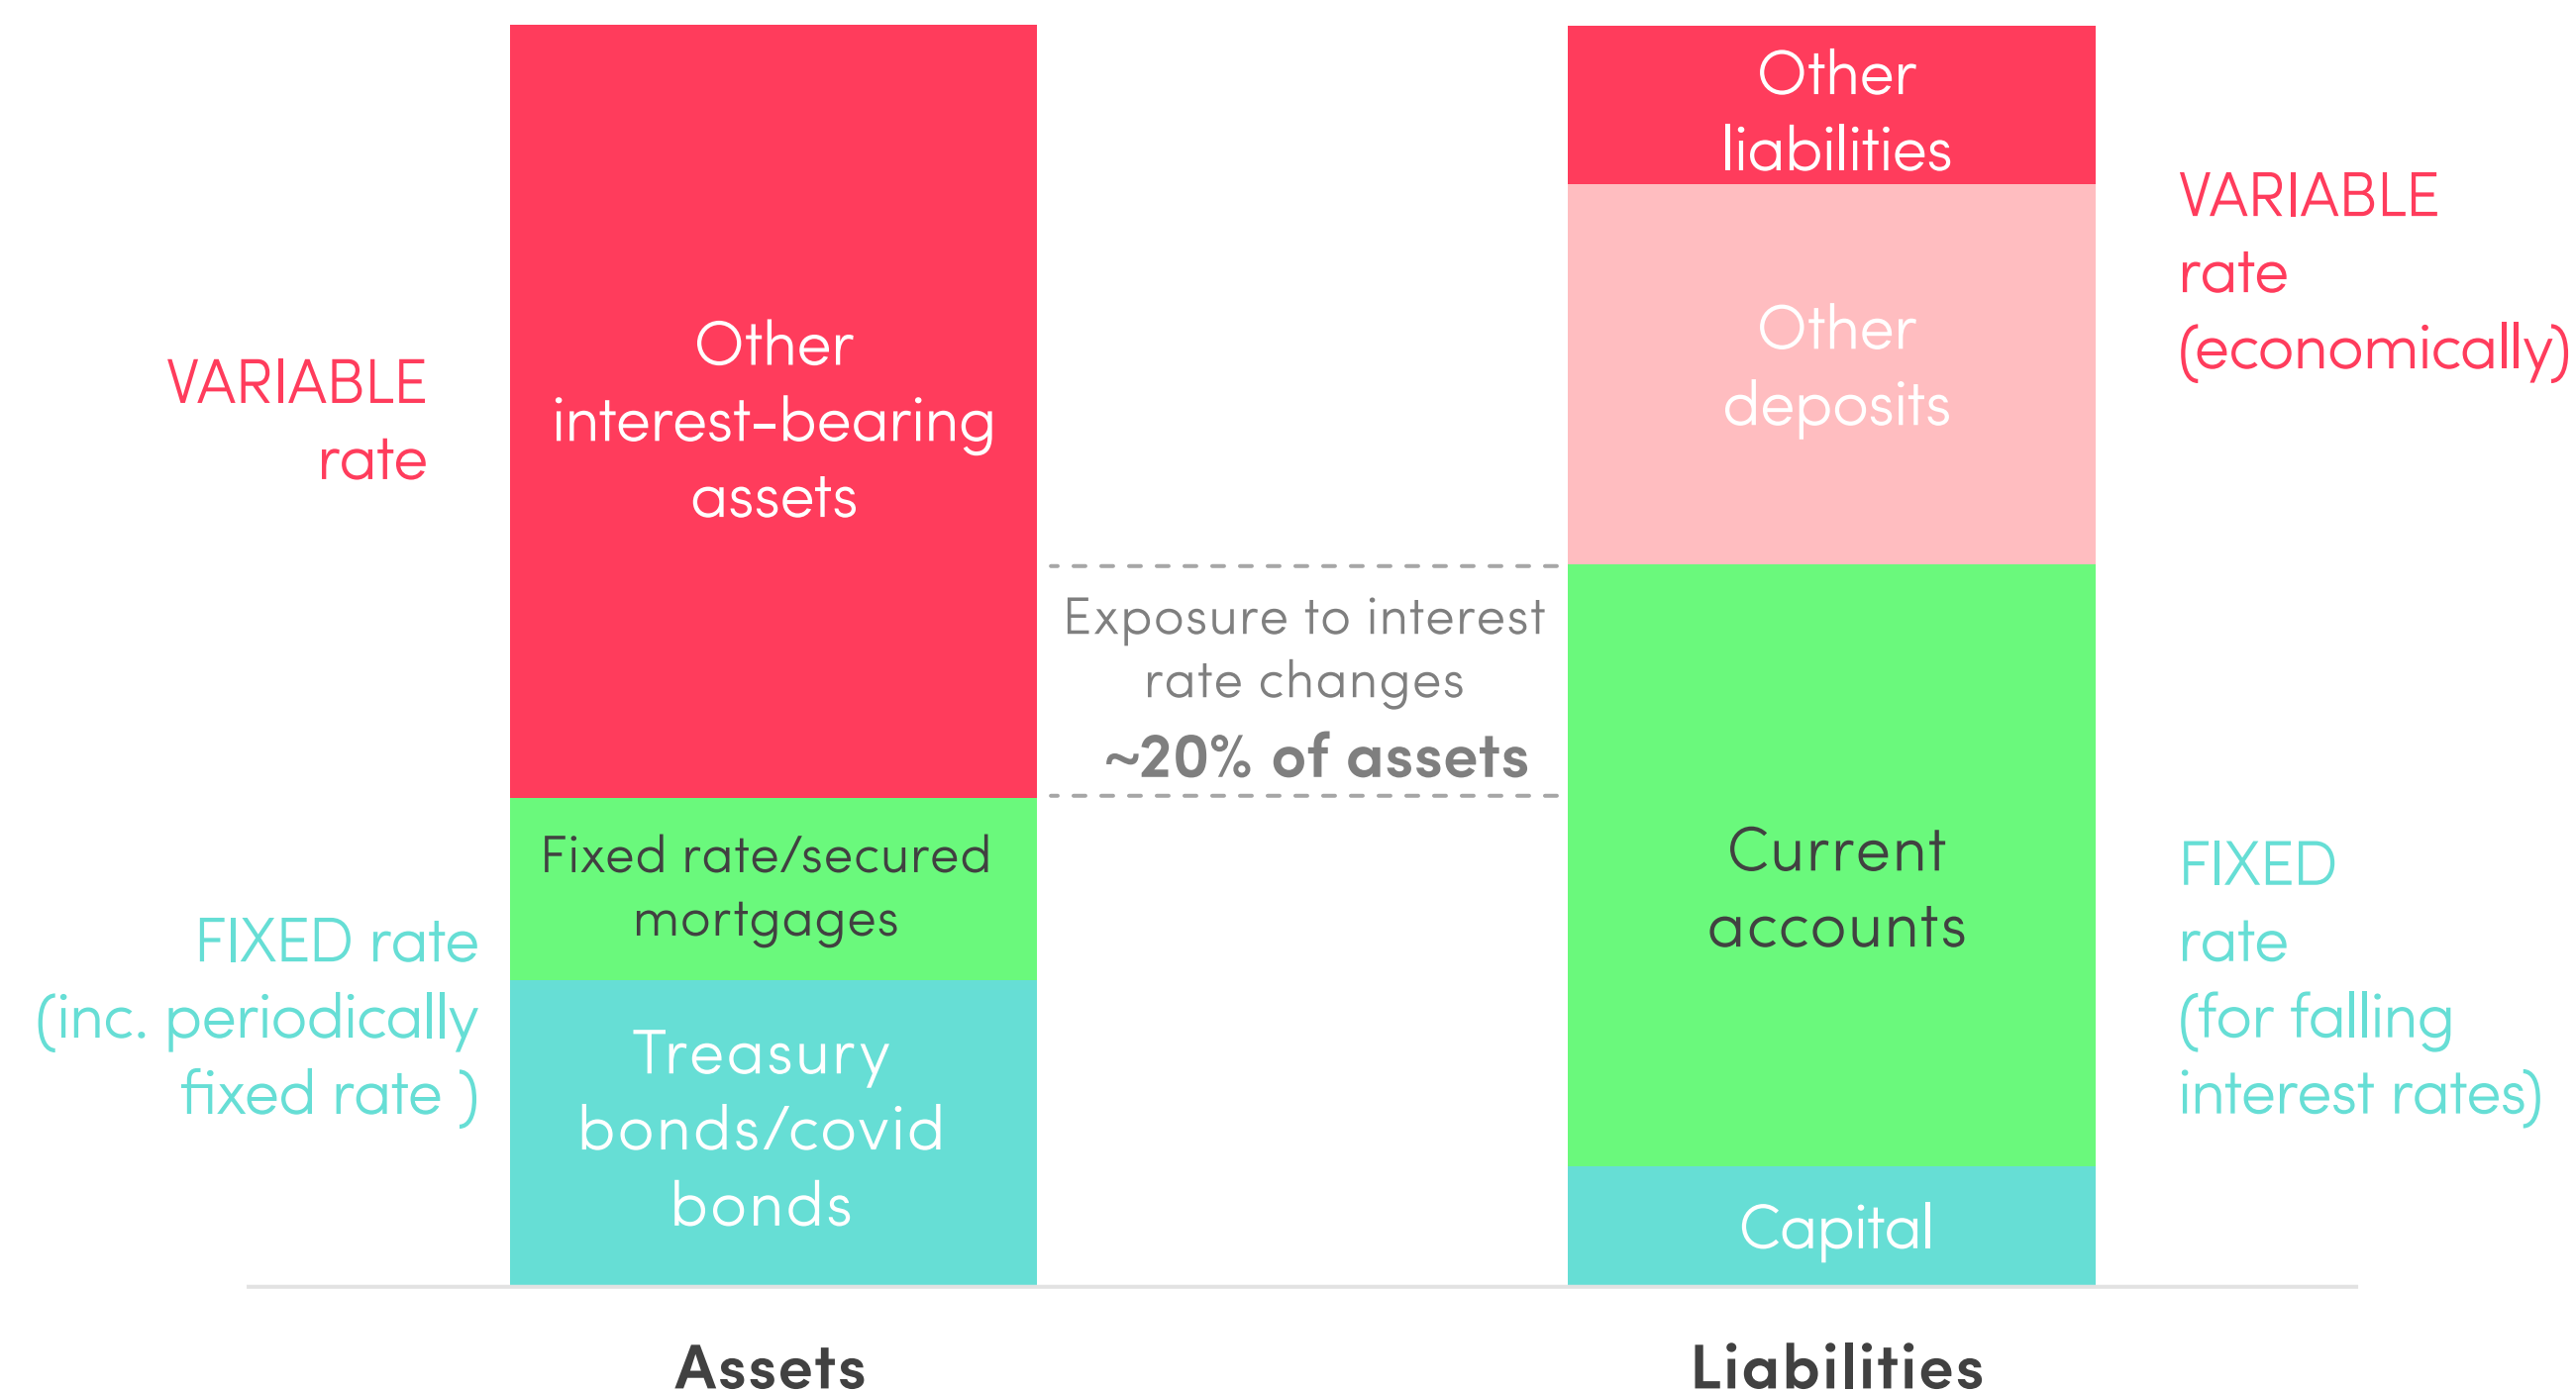 VARIABLE
rate
FIXED rate
(inc. periodically
fixed rate )
Other
interest-bearing
assets
Fixed rate/secured
mortgages
Treasury
bonds/covid
bonds
Assets
Exposure to interest
rate changes
~20% of assets
Other
liabilities
Other
deposits
Current
accounts
Capital
Liabilities
VARIABLE
rate
(economically)
FIXED
rate
(for falling
interest rates)